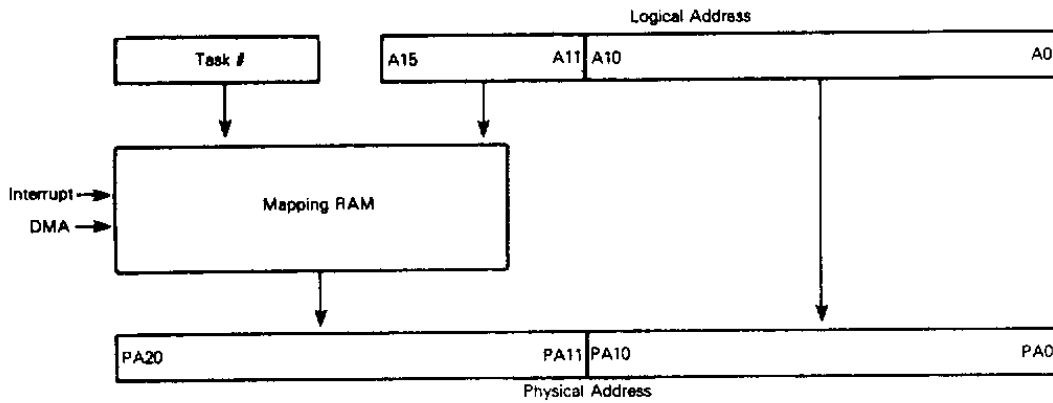 Logical Address
Task #
A15 A11 A10 A0
Interrupt
Mapping RAM
DMA
PA20 PA11 PA10 PA0
Physical Address